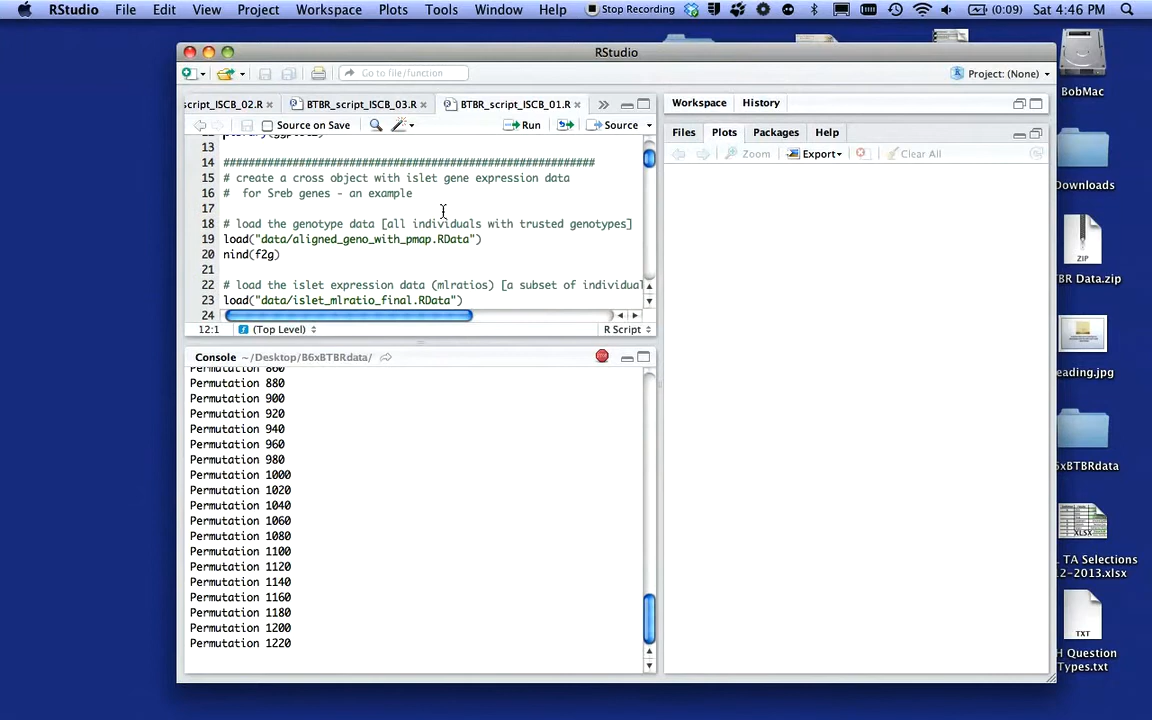 RStudio File Edit View Project Workspace Plots Tools Window Help Stop Recording (0:09) Sat 4:46 PM
RStudio
Go to file/function
Project: (None)
script_ISCB_02.R BTBR_script_ISCB_03.R BTBR_script_ISCB_01.R
Source on Save Run Source
13
14 ###########################################################
15 # create a cross object with islet gene expression data
16 #  for Sreb genes - an example
17
18 # load the genotype data [all individuals with trusted genotypes]
19 load("data/aligned_geno_with_pmap.RData")
20 nind(f2g)
21
22 # load the islet expression data (mlratios) [a subset of individual
23 load("data/islet_mlratio_final.RData")
24
12:1 (Top Level) R Script
Console ~/Desktop/B6xBTBRdata/
Permutation 860
Permutation 880
Permutation 900
Permutation 920
Permutation 940
Permutation 960
Permutation 980
Permutation 1000
Permutation 1020
Permutation 1040
Permutation 1060
Permutation 1080
Permutation 1100
Permutation 1120
Permutation 1140
Permutation 1160
Permutation 1180
Permutation 1200
Permutation 1220
Workspace History
Files Plots Packages Help
Zoom Export Clear All
BobMac
Downloads
ZIP
BR Data.zip
eading.jpg
6xBTBRdata
XLSX
TA Selections
2-2013.xlsx
TXT
H Question
Types.txt